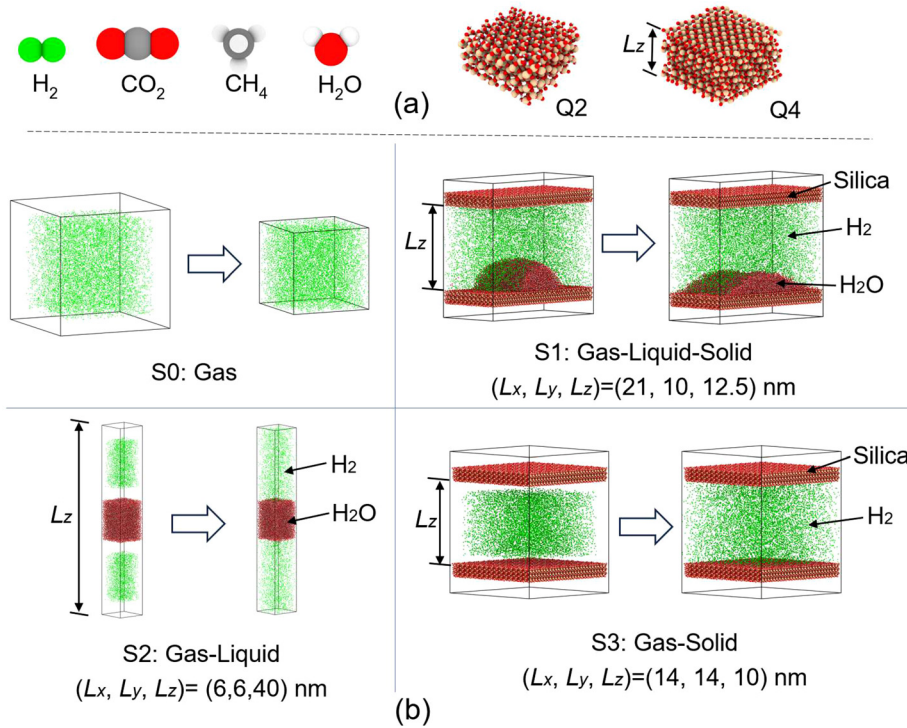 H2
CO2
CH4
H2O
(a)
Q2
Lz
Q4
S0: Gas
Silica
Lz
H2
H2O
S1: Gas-Liquid-Solid
(Lx, Ly, Lz)=(21, 10, 12.5) nm
Lz
H2
H2O
S2: Gas-Liquid
(Lx, Ly, Lz)= (6,6,40) nm
Silica
Lz
H2
S3: Gas-Solid
(Lx, Ly, Lz)=(14, 14, 10) nm
(b)